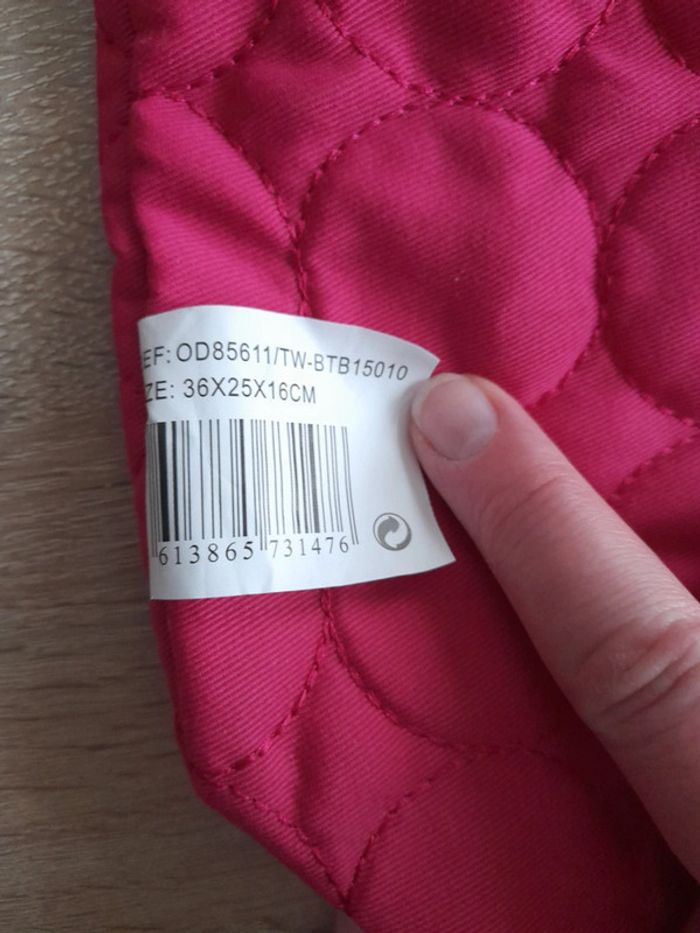 EF: OD85611/TW-BTB15010
ZE: 36X25X16CM
613865 731476